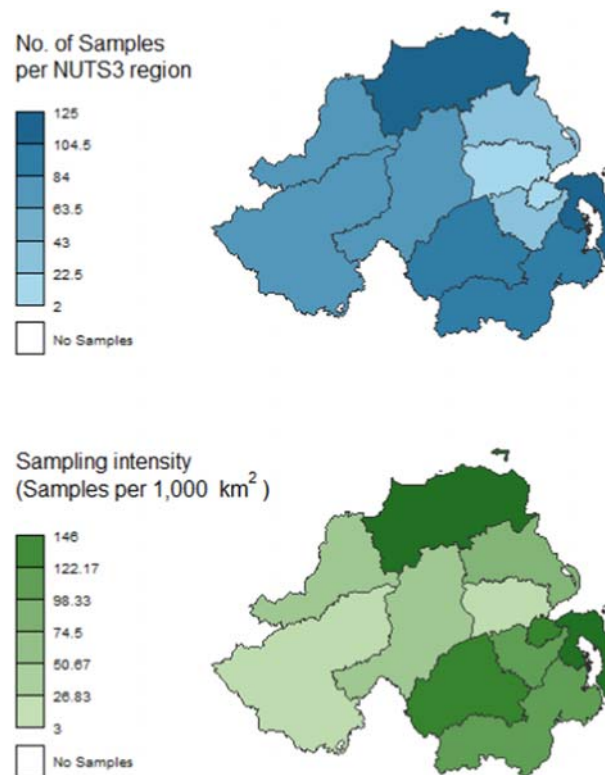 No. of Samples
per NUTS3 region
125
104.5
84
63.5
43
22.5
2
No Samples
Sampling intensity
(Samples per 1,000 km²)
146
122.17
98.33
74.5
50.67
26.83
3
No Samples